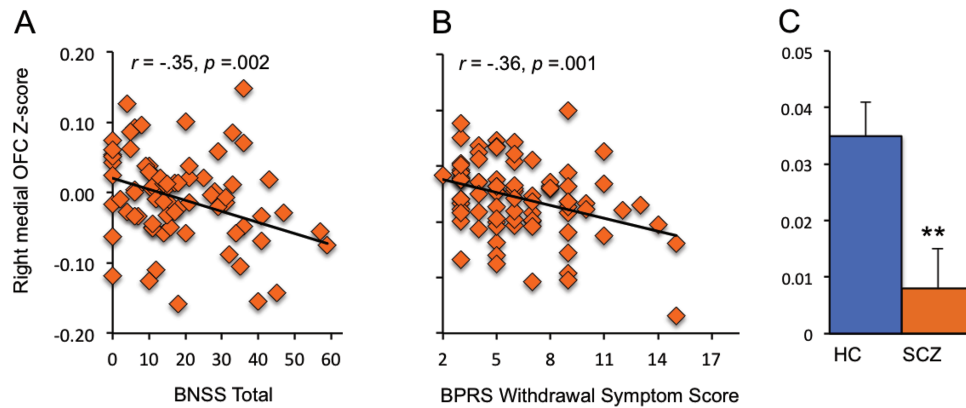 A
B
C
r = -.35, p =.002
r = -.36, p =.001
Right medial OFC Z-score
0.20
0.10
0.00
-0.10
-0.20
0 10 20 30 40 50 60
BNSS Total
2 5 8 11 14 17
BPRS Withdrawal Symptom Score
0.05
0.04
0.03
0.02
0.01
0
**
HC SCZ